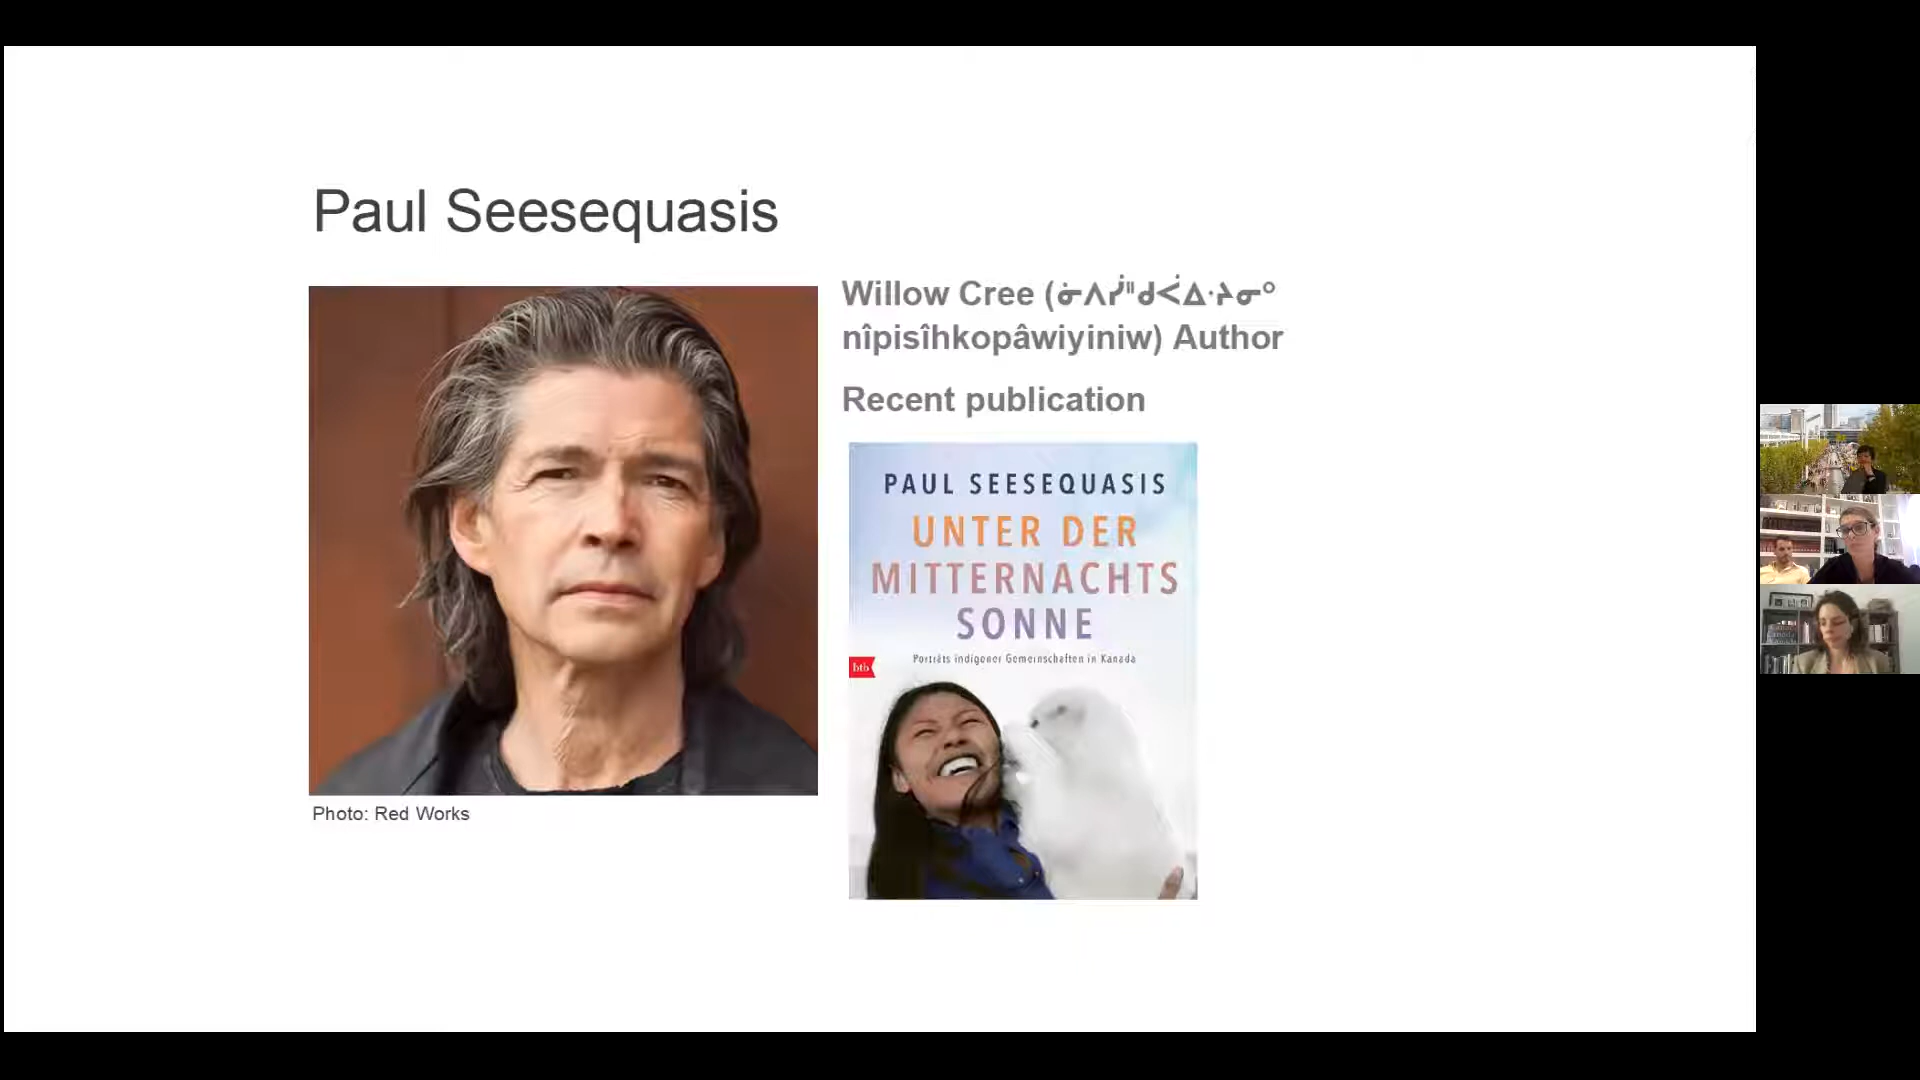 Paul Seesequasis
Willow Cree (ᓃᐱᓰᐦᑯᐹᐏᔨᓂᐤ
nîpisîhkopâwiyiniw) Author
Recent publication
PAUL SEESEQUASIS
UNTER DER
MITTERNACHTS
SONNE
Porträts indigener Gemeinschaften in Kanada
btb
Photo: Red Works